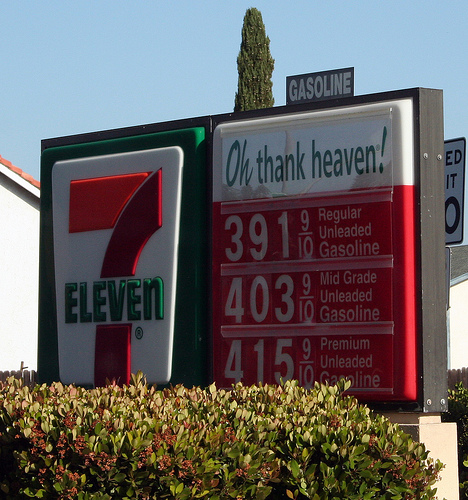 GASOLINE
Oh thank heaven!
7
ELEVEn
®
391 9/10 Regular
Unleaded
Gasoline
403 9/10 Mid Grade
Unleaded
Gasoline
415 9/10 Premium
Unleaded
Gasoline
ED
IT
0